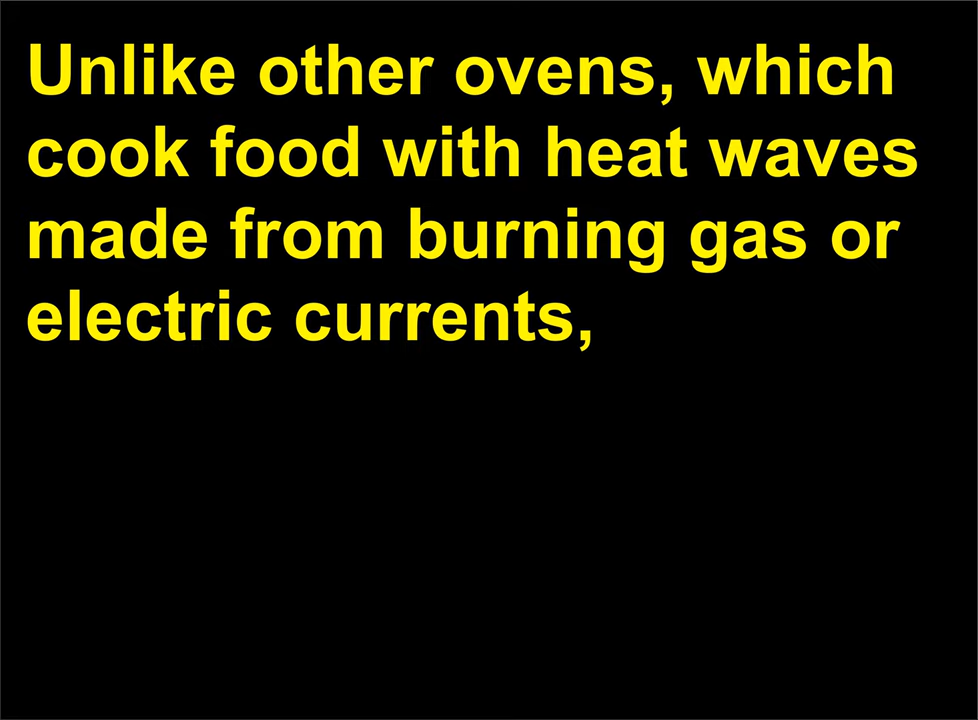 Unlike other ovens, which
cook food with heat waves
made from burning gas or
electric currents,